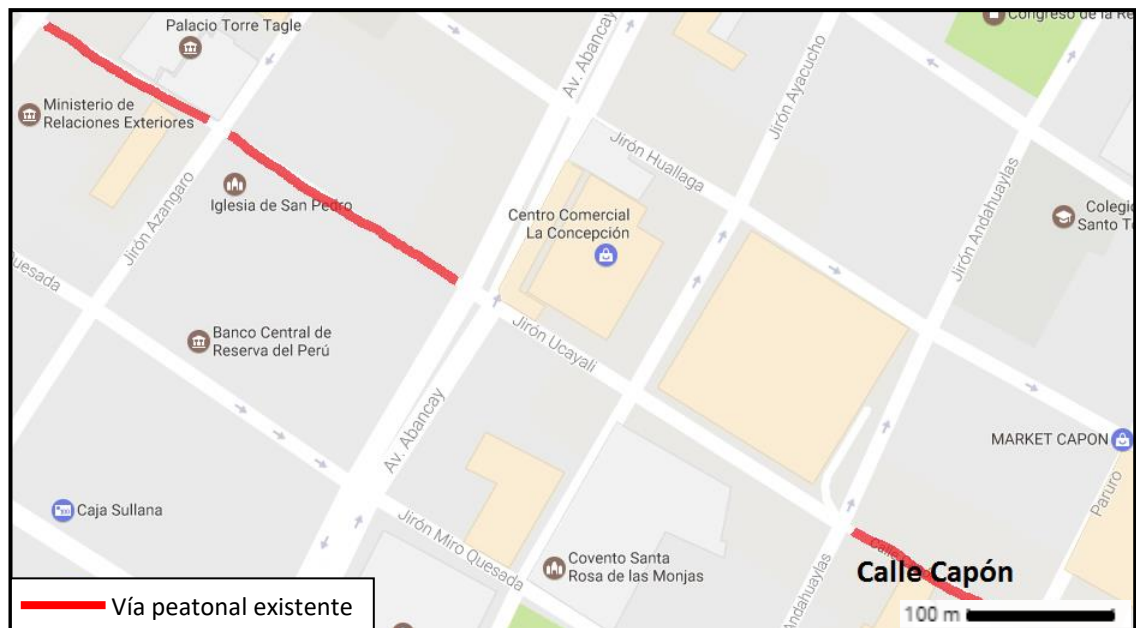 Palacio Torre Tagle
Congreso de la Re
Av. Abancay
Jirón Ayacucho
Ministerio de
Relaciones Exteriores
Jirón Huallaga
Jirón Azangaro
Iglesia de San Pedro
Centro Comercial
La Concepción
Jirón Andahuaylas
Colegio
Santo To
Quesada
Banco Central de
Reserva del Perú
Jirón Ucayali
Av. Abancay
MARKET CAPON
Paruro
Caja Sullana
Jirón Miro Quesada
Covento Santa
Rosa de las Monjas
Andahuaylas
Calle Capón
Vía peatonal existente
100 m